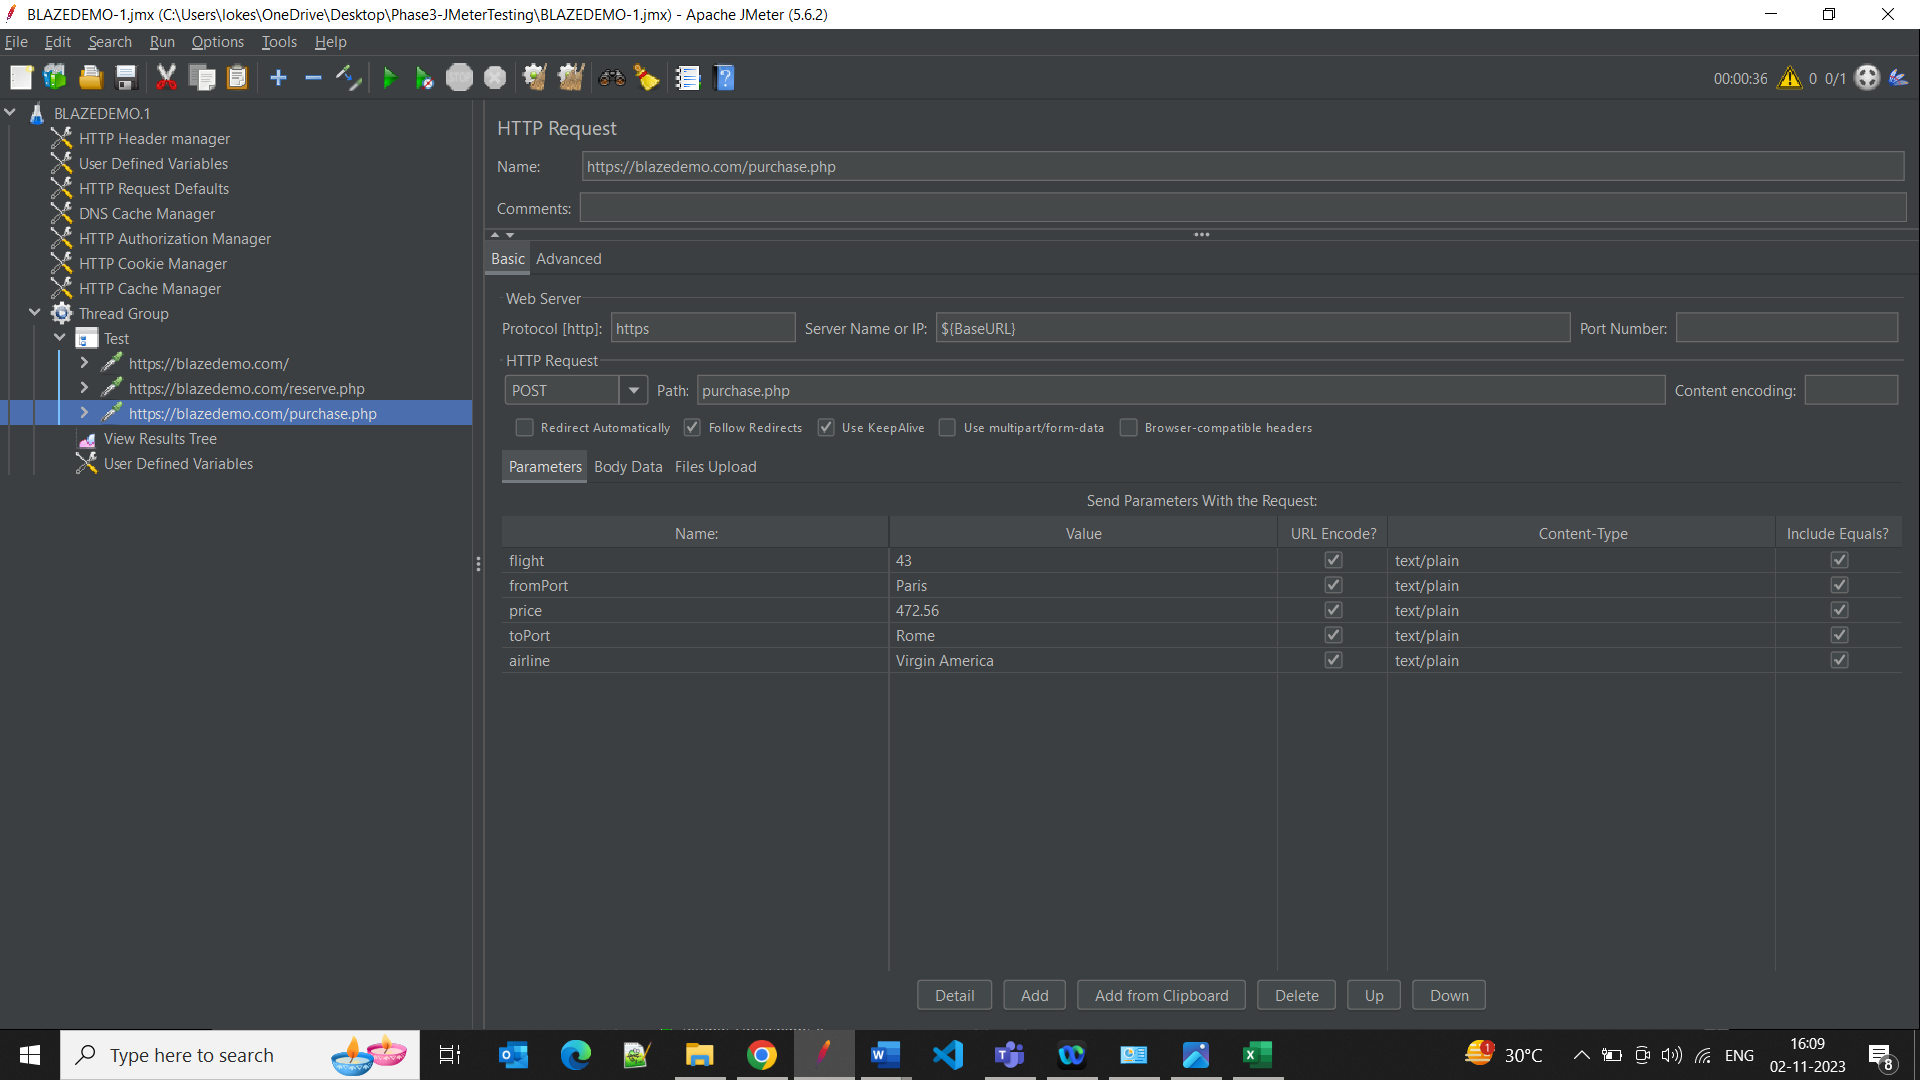 BLAZEDEMO-1.jmx (C:\Users\lokes\OneDrive\Desktop\Phase3-JMeterTesting\BLAZEDEMO-1.jmx) - Apache JMeter (5.6.2)
File Edit Search Run Options Tools Help
STOP
00:00:36 0 0/1
BLAZEDEMO.1
HTTP Header manager
User Defined Variables
HTTP Request Defaults
DNS Cache Manager
HTTP Authorization Manager
HTTP Cookie Manager
HTTP Cache Manager
Thread Group
Test
https://blazedemo.com/
https://blazedemo.com/reserve.php
https://blazedemo.com/purchase.php
View Results Tree
User Defined Variables
HTTP Request
Name: https://blazedemo.com/purchase.php
Comments:
Basic Advanced
Web Server
Protocol [http]: https Server Name or IP: ${BaseURL} Port Number:
HTTP Request
POST Path: purchase.php Content encoding:
Redirect Automatically Follow Redirects Use KeepAlive Use multipart/form-data Browser-compatible headers
Parameters Body Data Files Upload
Send Parameters With the Request:
Name: Value URL Encode? Content-Type Include Equals?
flight 43 text/plain
fromPort Paris text/plain
price 472.56 text/plain
toPort Rome text/plain
airline Virgin America text/plain
Detail Add Add from Clipboard Delete Up Down
Type here to search
1 30°C ENG 16:09
02-11-2023 8